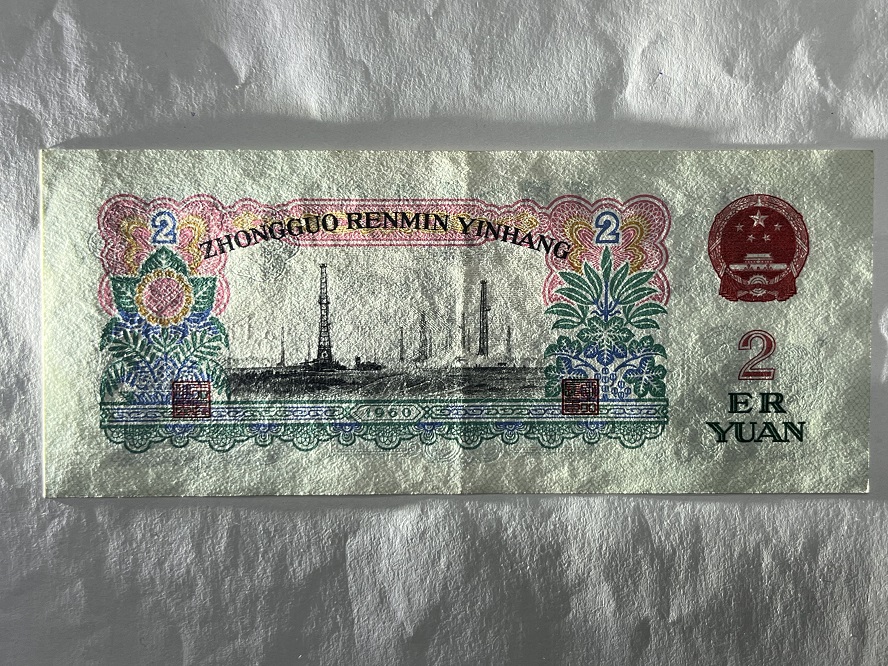 2
2
ZHONGGUO RENMIN YINHANG
1960
2
ER
YUAN